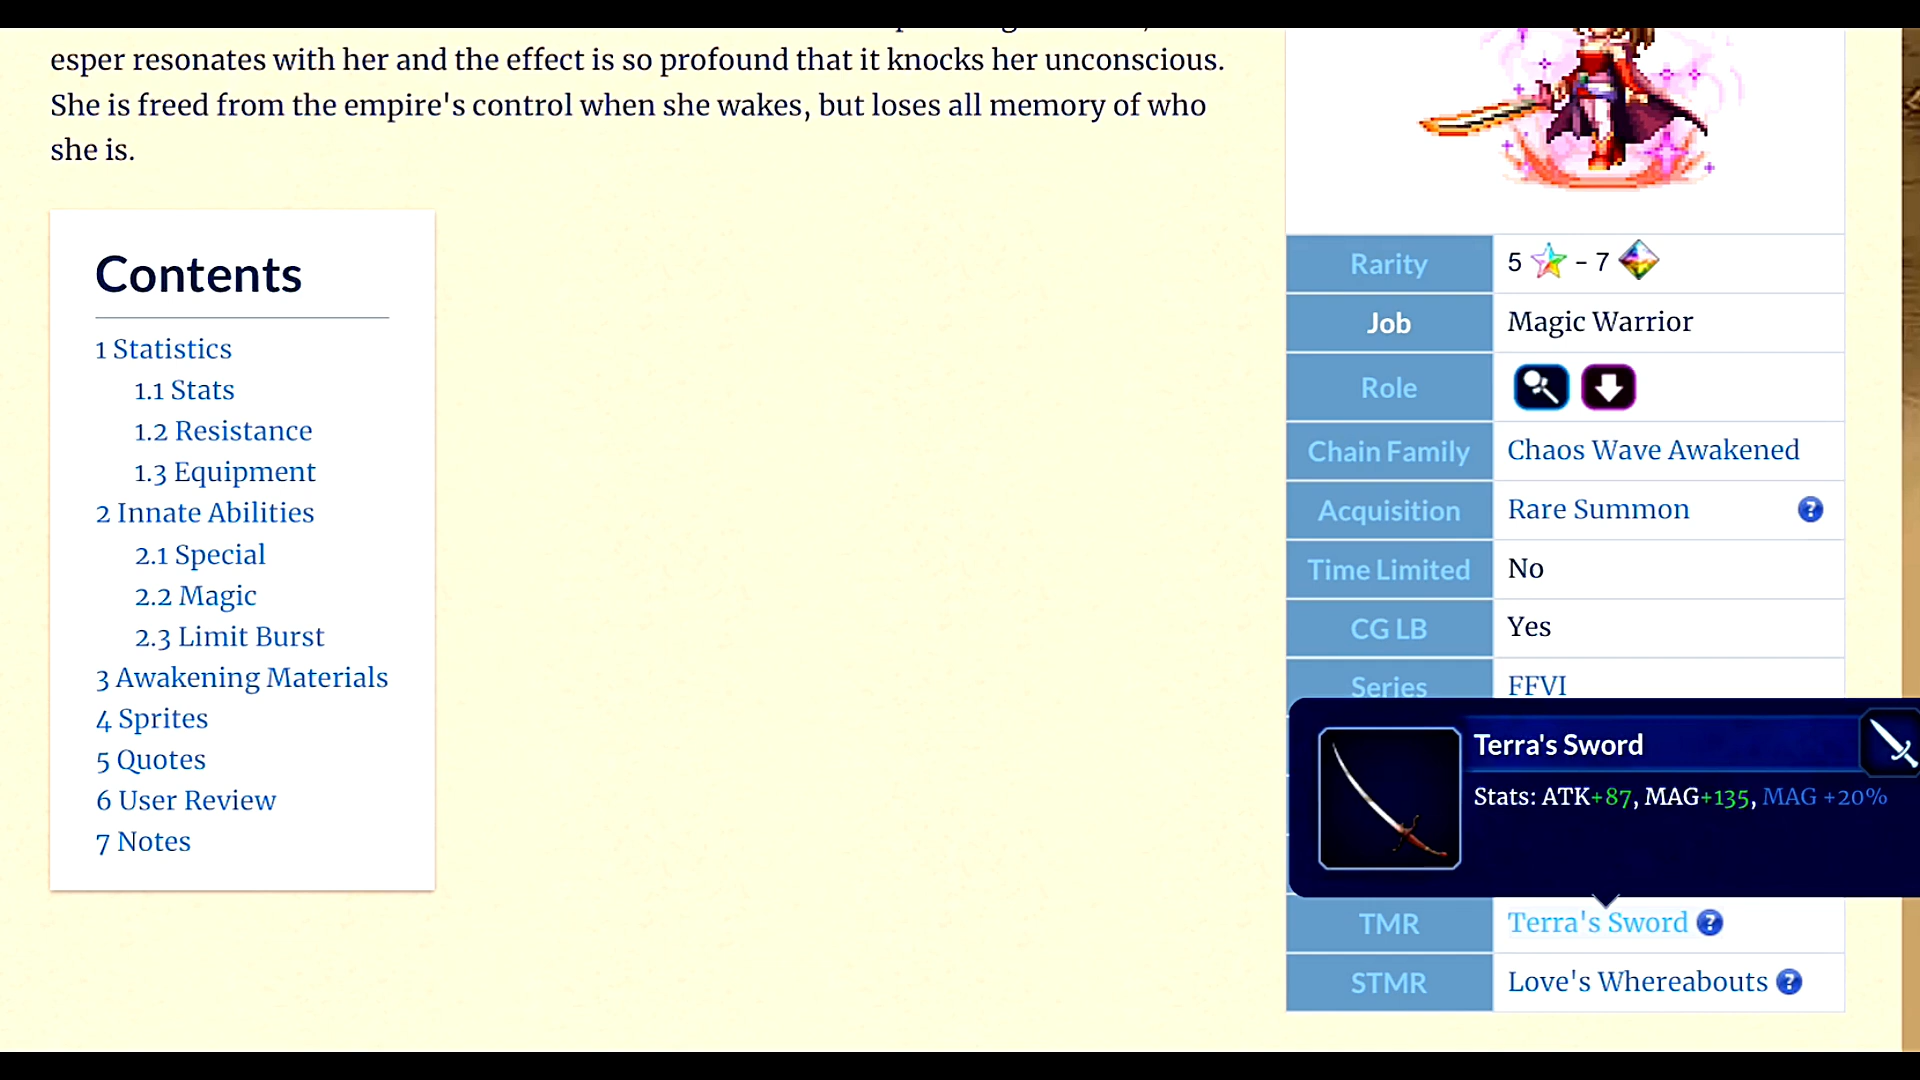 esper resonates with her and the effect is so profound that it knocks her unconscious.
She is freed from the empire's control when she wakes, but loses all memory of who
she is.
Contents
1 Statistics
1.1 Stats
1.2 Resistance
1.3 Equipment
2 Innate Abilities
2.1 Special
2.2 Magic
2.3 Limit Burst
3 Awakening Materials
4 Sprites
5 Quotes
6 User Review
7 Notes
Rarity 5 - 7
Job Magic Warrior
Role
Chain Family Chaos Wave Awakened
Acquisition Rare Summon ?
Time Limited No
CG LB Yes
Series FFVI
Terra's Sword
Stats: ATK+87, MAG+135, MAG +20%
TMR Terra's Sword ?
STMR Love's Whereabouts ?